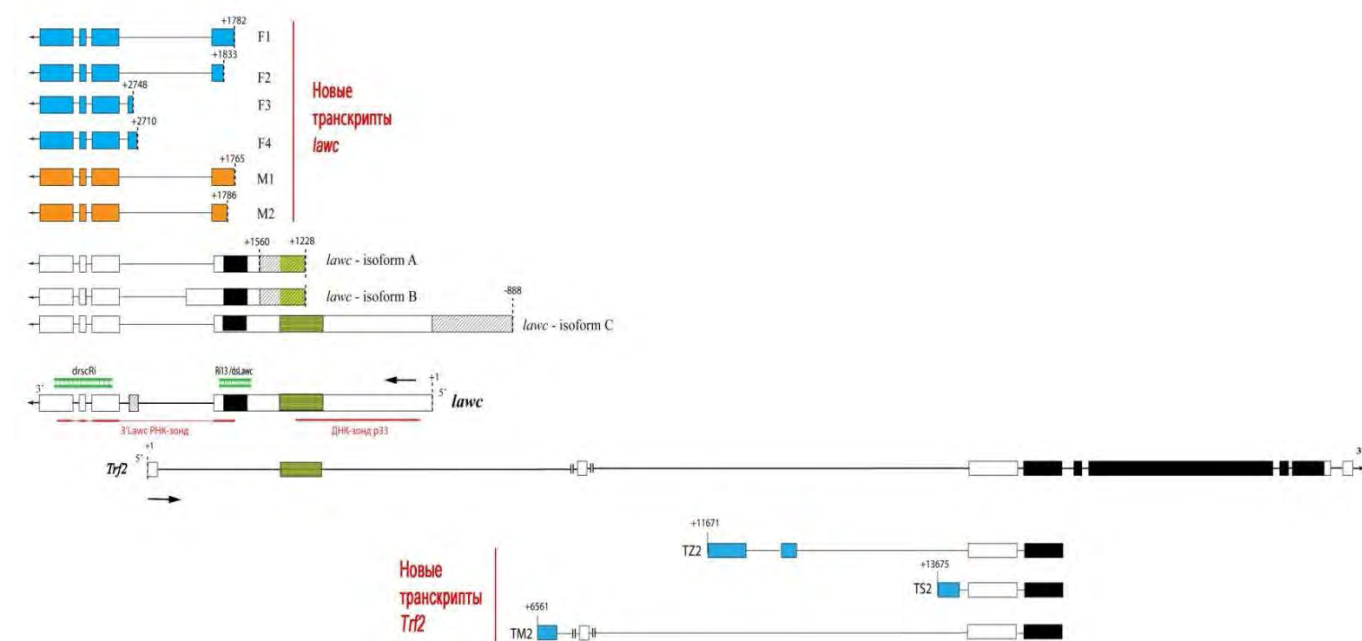 +1782
F1
+1833
F2
+2748
F3
+2710
F4
+1765
M1
+1786
M2
Новые
транскрипты
lawc
+1560
+1228
lawc - isoform A
lawc - isoform B
-888
lawc - isoform C
drscRi
Ri13/dsLawc
3´
+1
5´
lawc
3'Lawc РНК-зонд
ДНК-зонд p33
+1
5´
Trf2
3
+11671
TZ2
+13675
TS2
Новые
транскрипты
Trf2
+6561
TM2